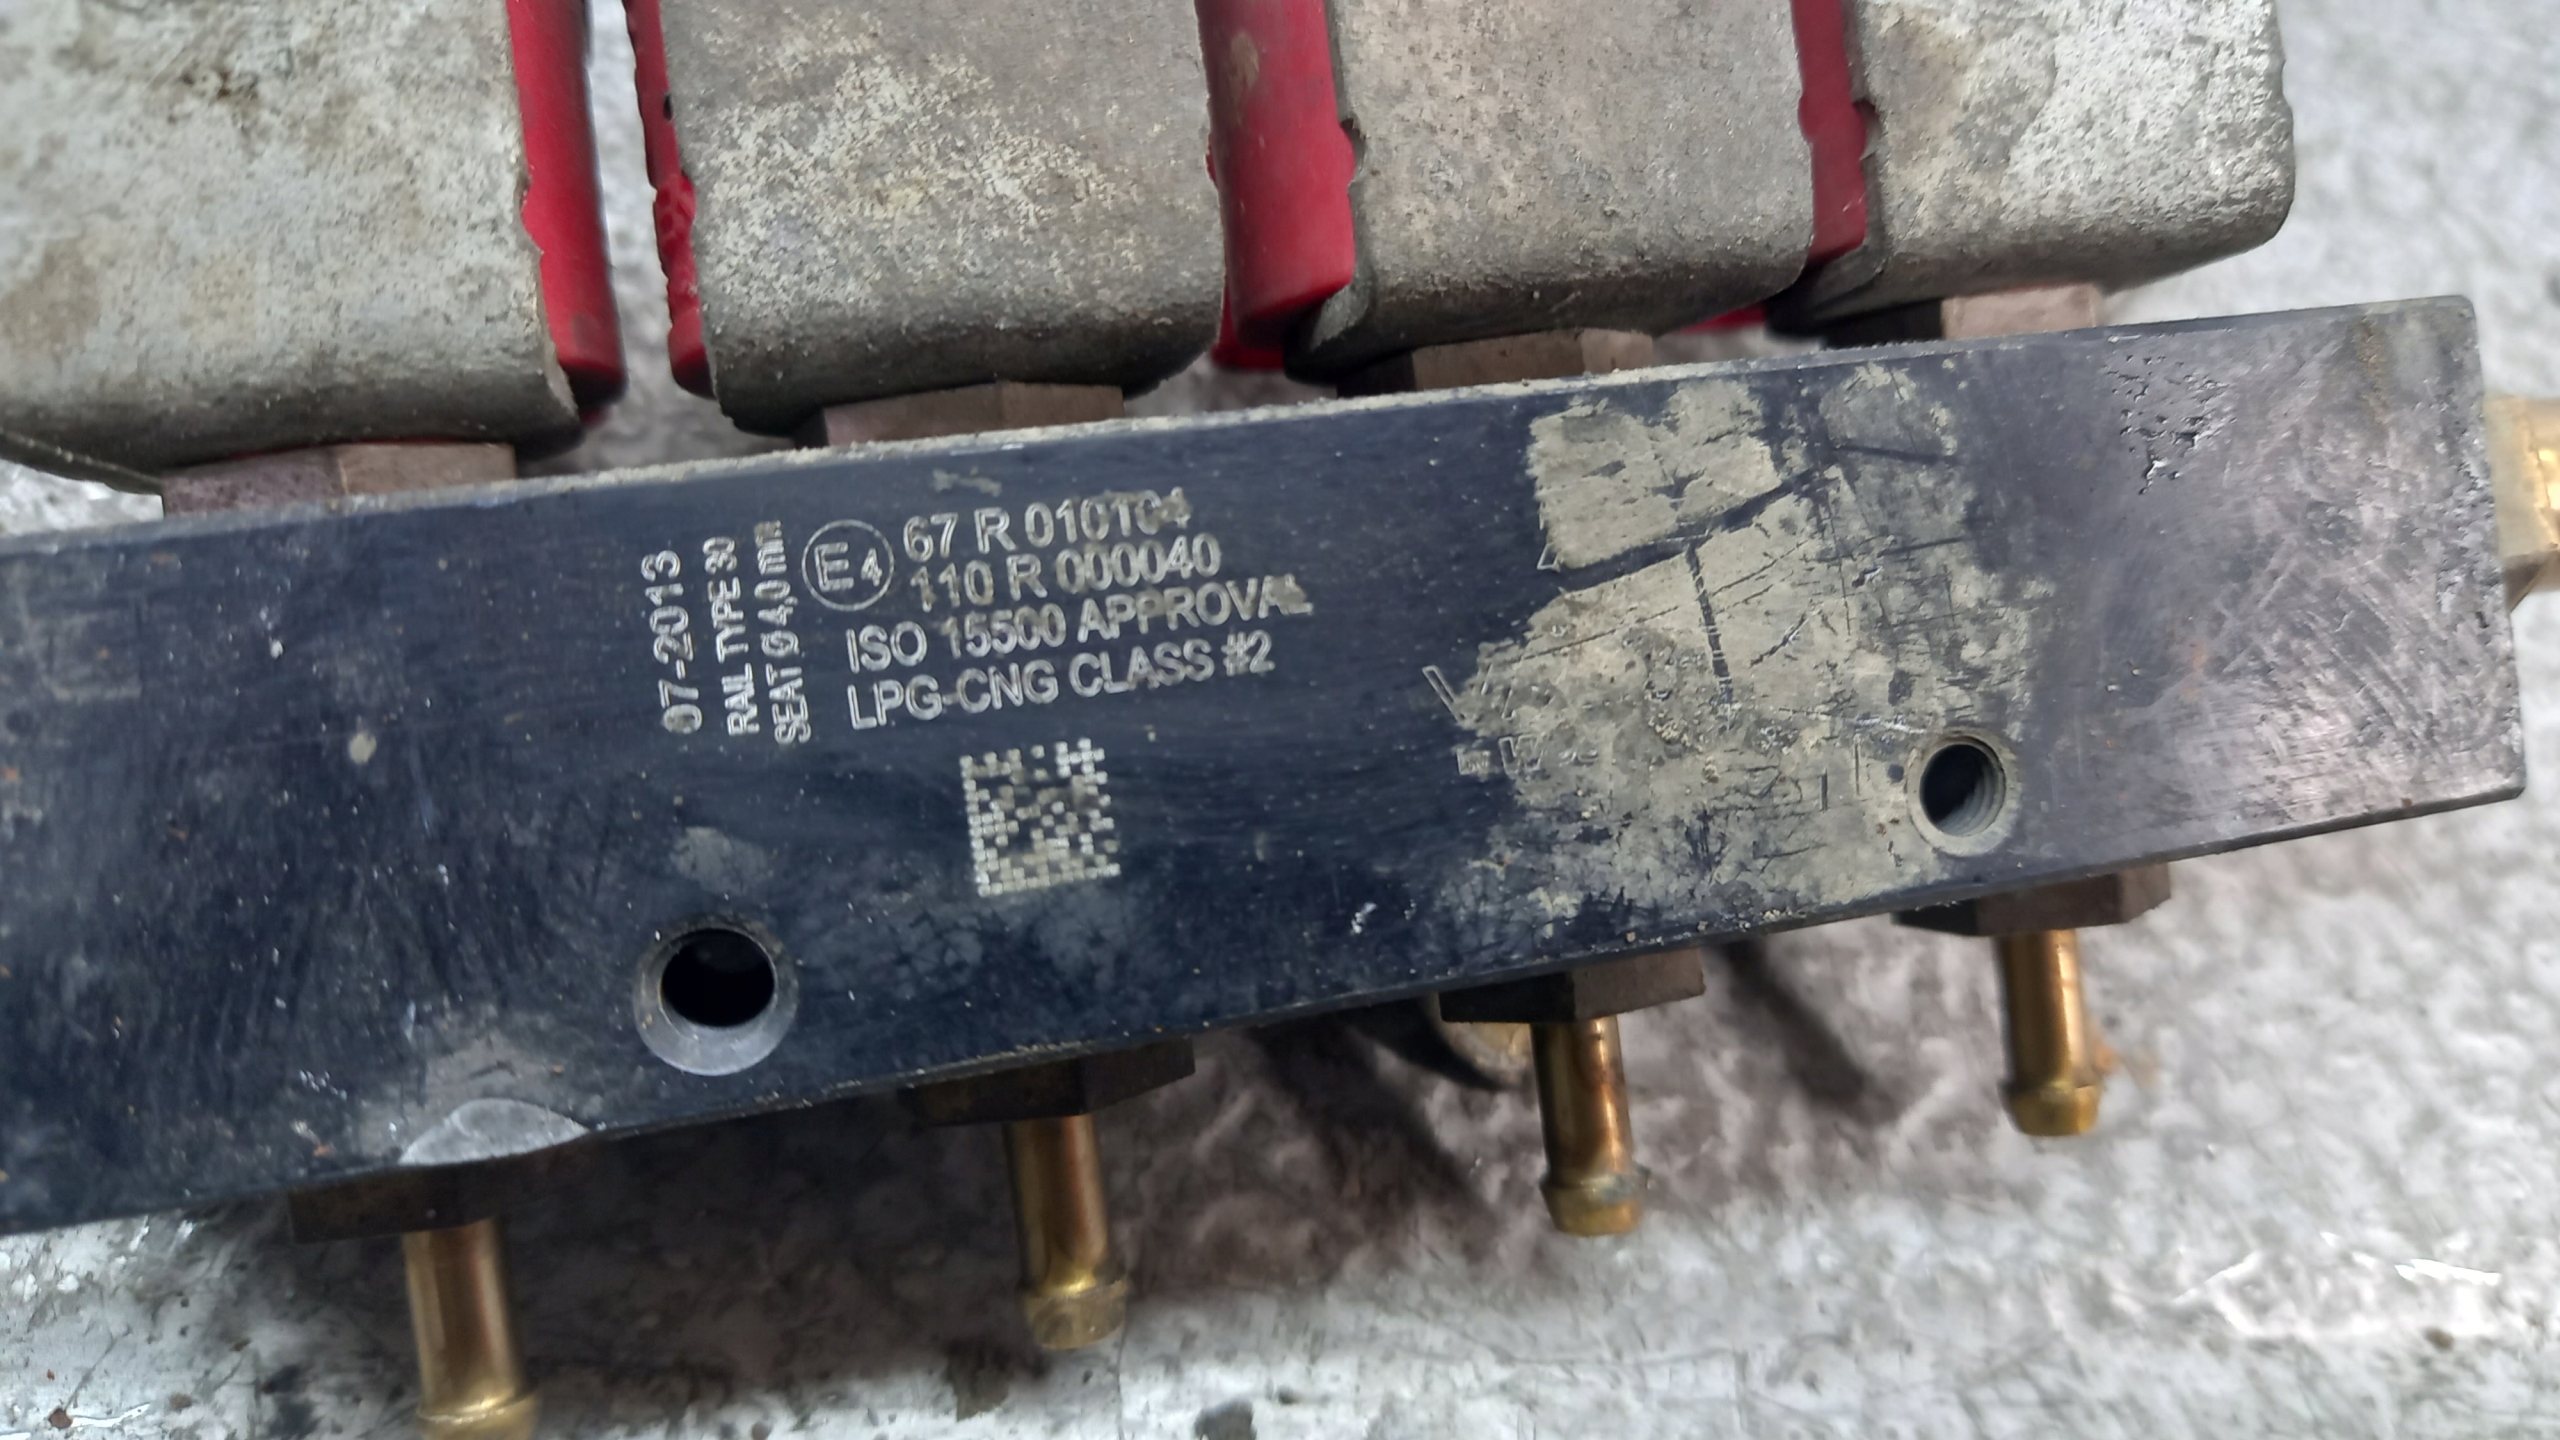 07-2013
RAIL TYPE 30
SEAT Ø 4,0 mm
E4
67 R 010104
110 R 000040
ISO 15500 APPROVAL
LPG-CNG CLASS #2